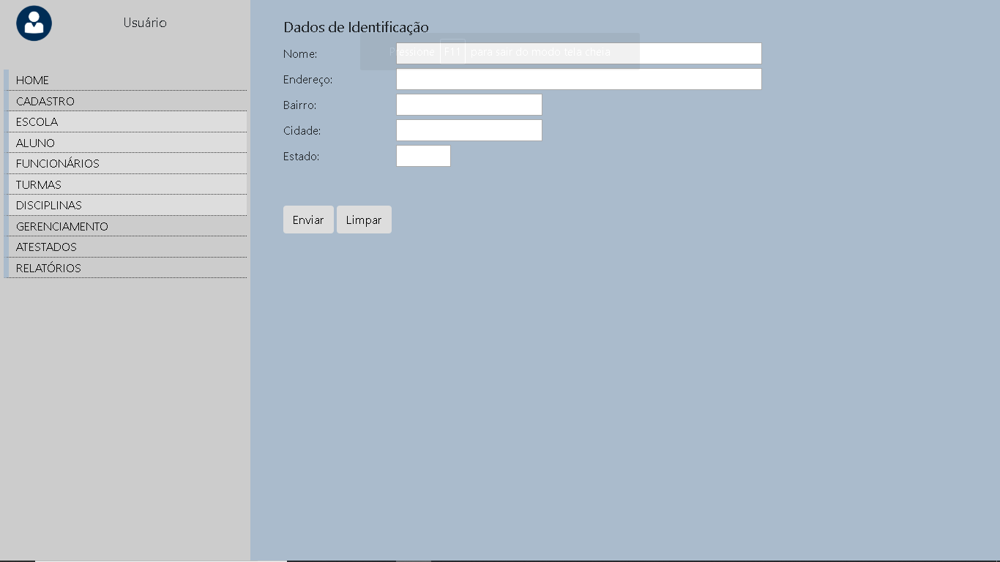 Usuário
HOME
CADASTRO
ESCOLA
ALUNO
FUNCIONÁRIOS
TURMAS
DISCIPLINAS
GERENCIAMENTO
ATESTADOS
RELATÓRIOS
Dados de Identificação
Pressione F11 para sair do modo tela cheia
Nome:
Endereço:
Bairro:
Cidade:
Estado:
Enviar Limpar